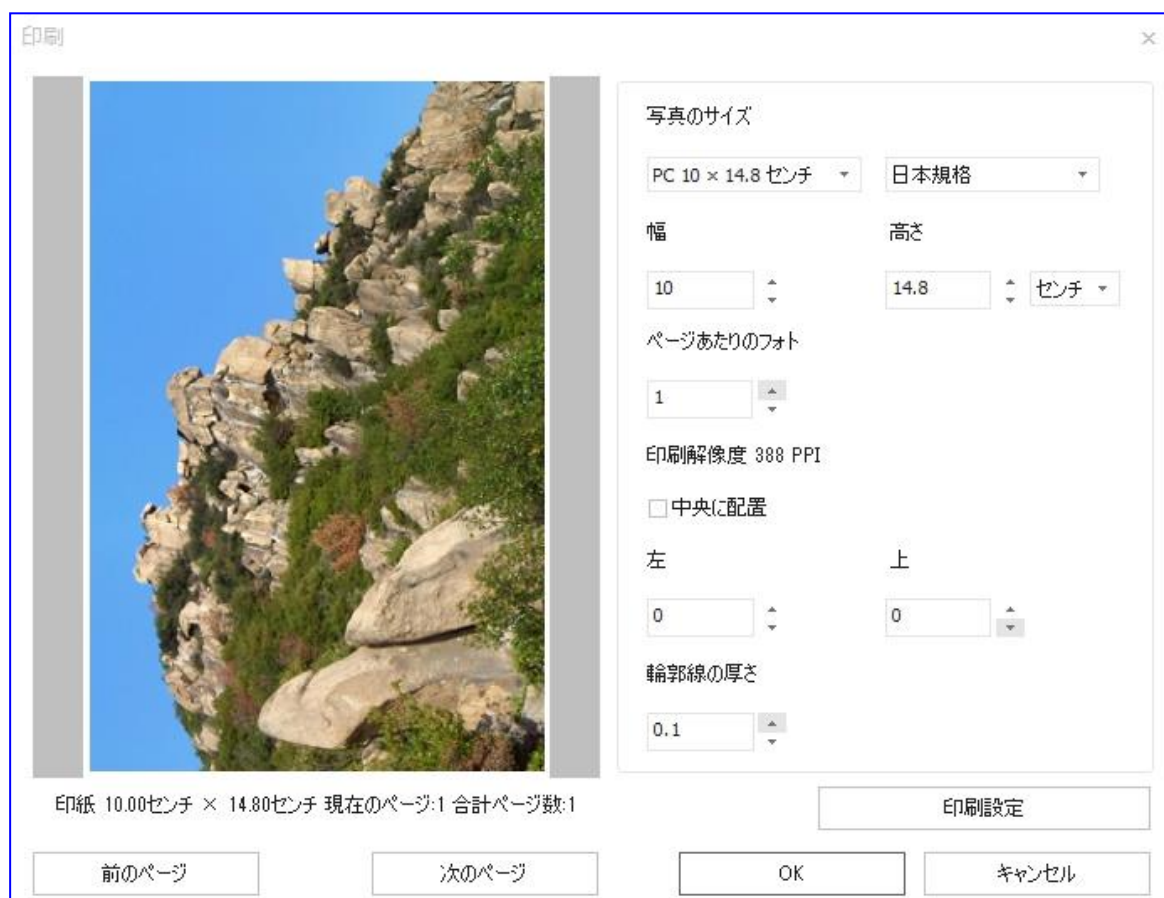 印刷
写真のサイズ
PC 10 × 14.8 センチ 日本規格
幅 高さ
10 14.8 センチ
ページあたりのフォト
1
印刷解像度 388 PPI
中央に配置
左 上
0 0
輪郭線の厚さ
0.1
印紙 10.00センチ × 14.80センチ 現在のページ:1 合計ページ数:1
印刷設定
前のページ 次のページ OK キャンセル